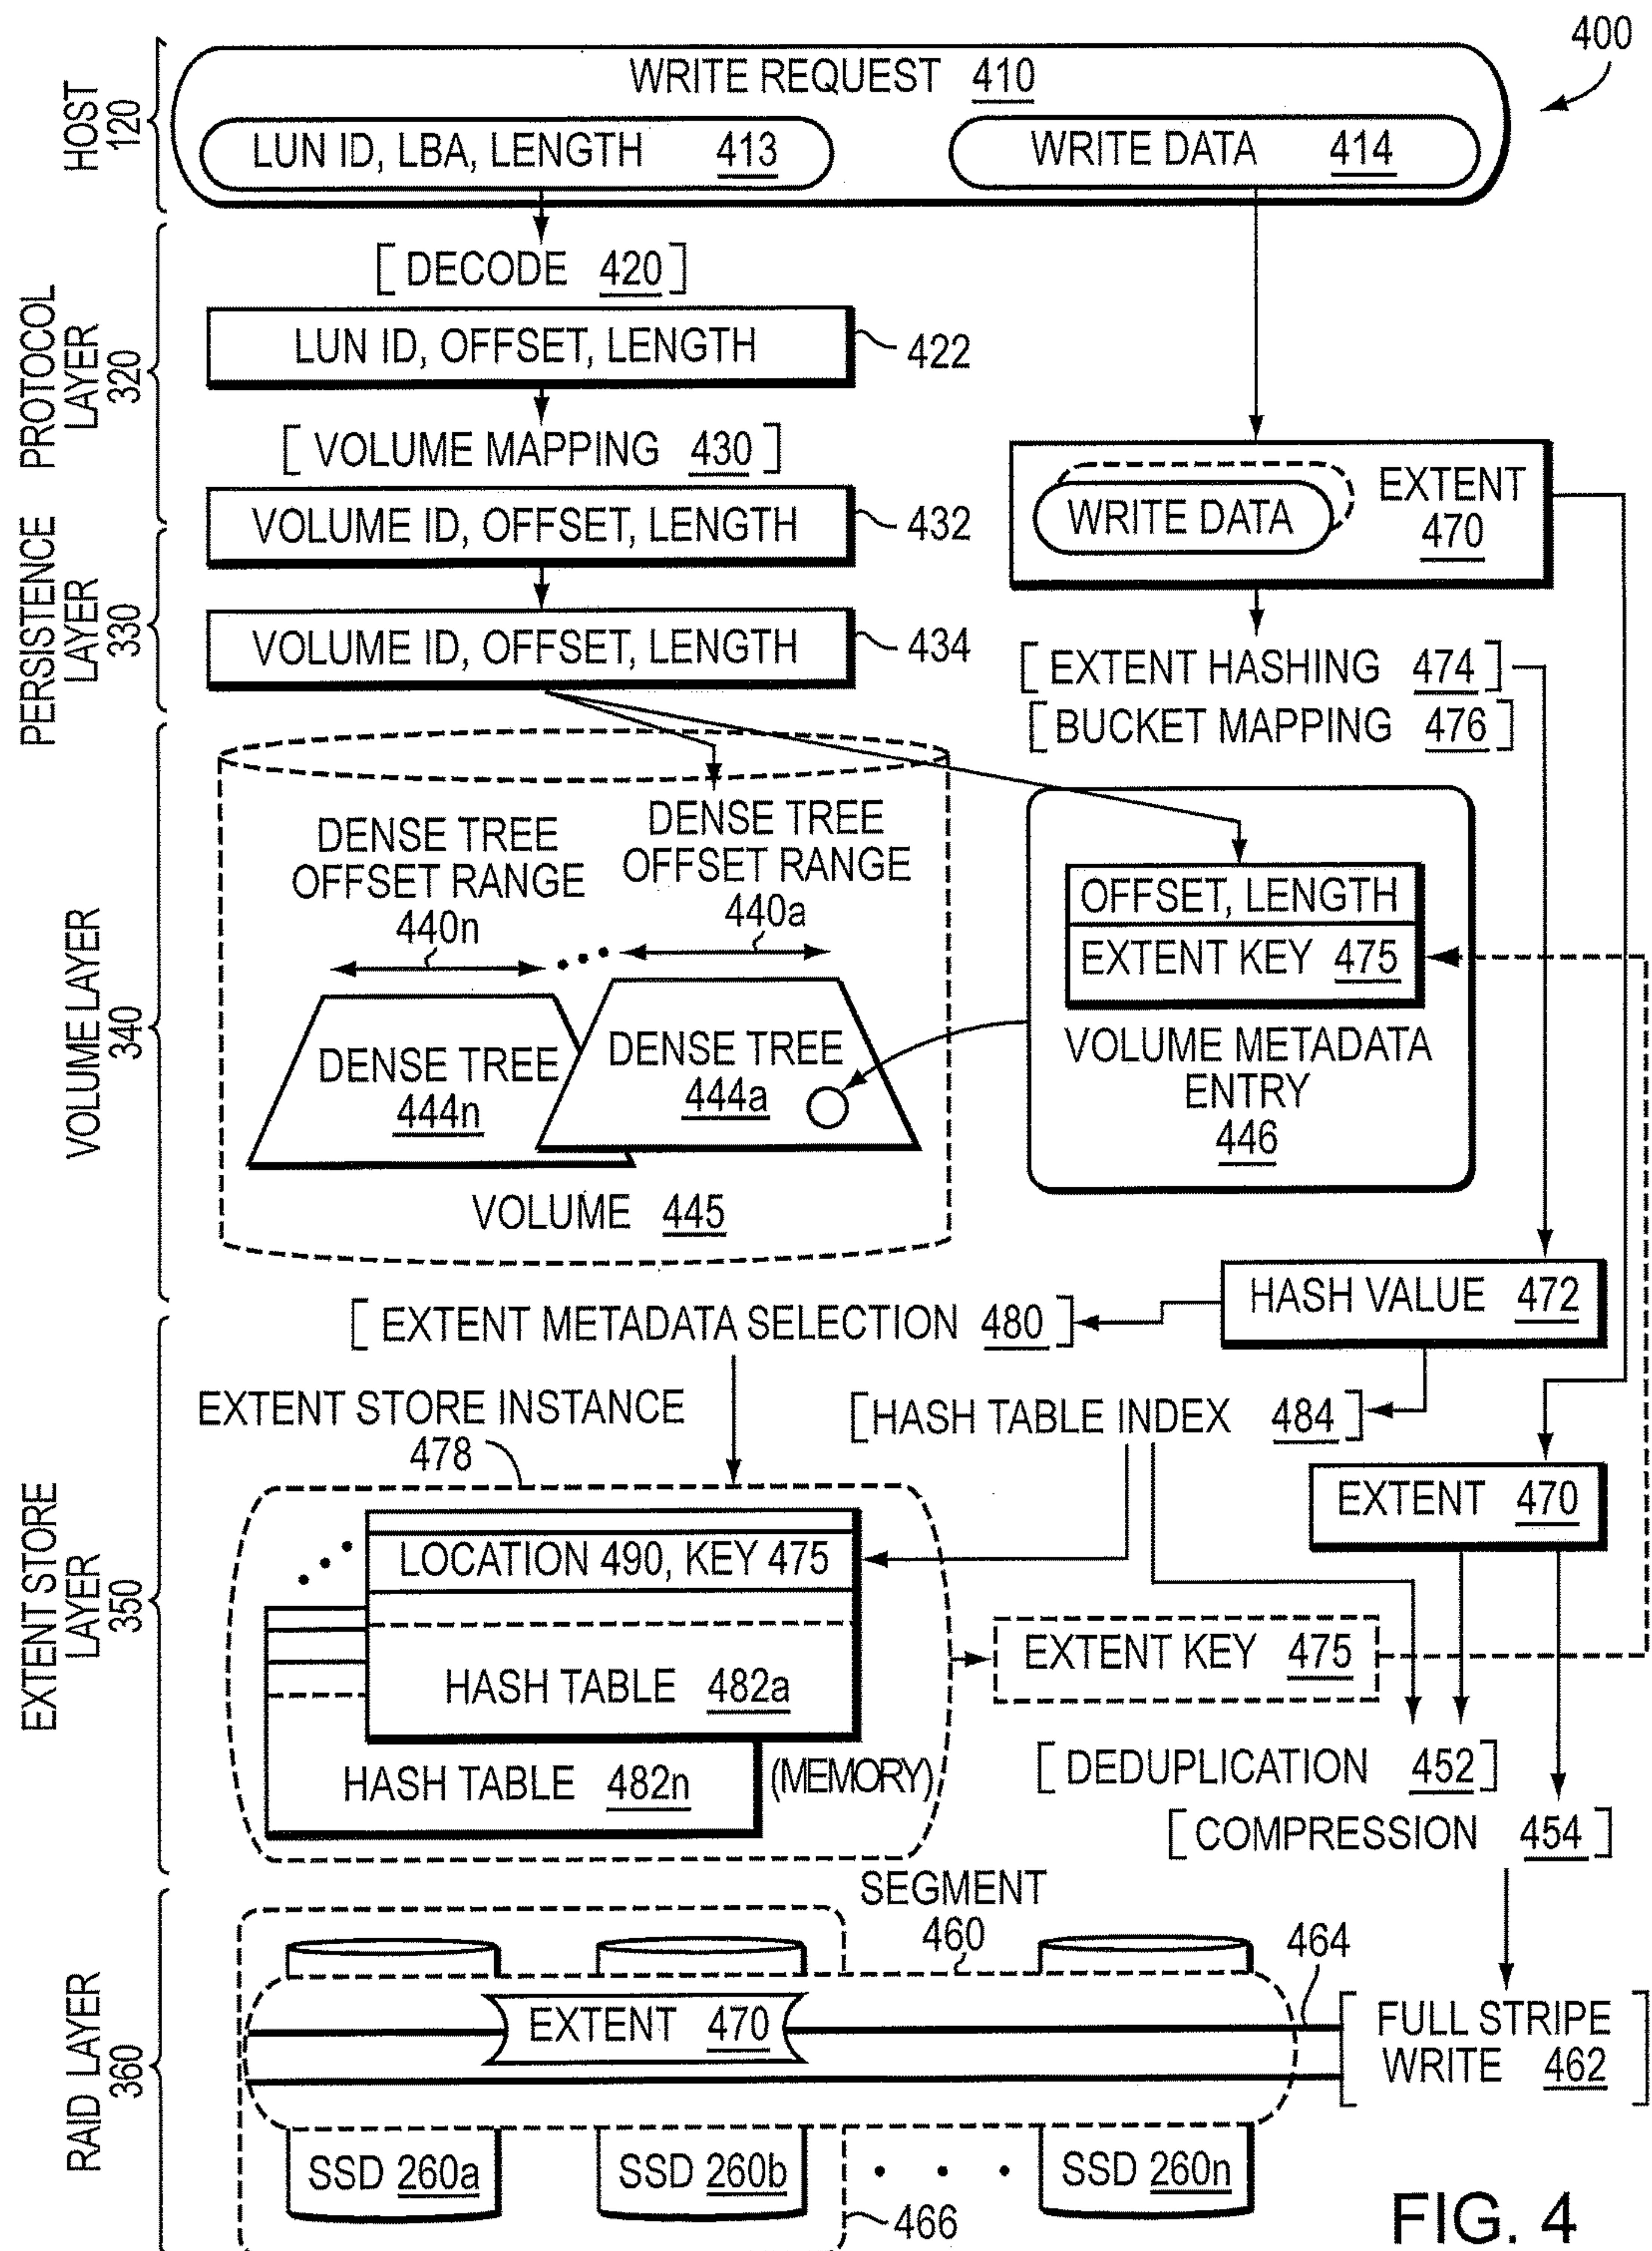 400
HOST
120
WRITE REQUEST 410
LUN ID, LBA, LENGTH 413
WRITE DATA 414
PROTOCOL
LAYER
320
[DECODE 420]
LUN ID, OFFSET, LENGTH
422
[VOLUME MAPPING 430]
VOLUME ID, OFFSET, LENGTH
432
WRITE DATA
EXTENT
470
PERSISTENCE
LAYER
330
VOLUME ID, OFFSET, LENGTH
434
[EXTENT HASHING 474]
[BUCKET MAPPING 476]
VOLUME LAYER
340
DENSE TREE
OFFSET RANGE
440n
DENSE TREE
OFFSET RANGE
440a
DENSE TREE
444n
DENSE TREE
444a
VOLUME 445
OFFSET, LENGTH
EXTENT KEY 475
VOLUME METADATA
ENTRY
446
HASH VALUE 472
EXTENT STORE
LAYER
350
[EXTENT METADATA SELECTION 480]
[HASH TABLE INDEX 484]
EXTENT STORE INSTANCE
478
EXTENT 470
LOCATION 490, KEY 475
HASH TABLE 482a
HASH TABLE 482n
(MEMORY)
EXTENT KEY 475
[DEDUPLICATION 452]
[COMPRESSION 454]
RAID LAYER
360
SEGMENT
460
464
EXTENT 470
[FULL STRIPE
WRITE 462]
SSD 260a
SSD 260b
SSD 260n
466
FIG. 4